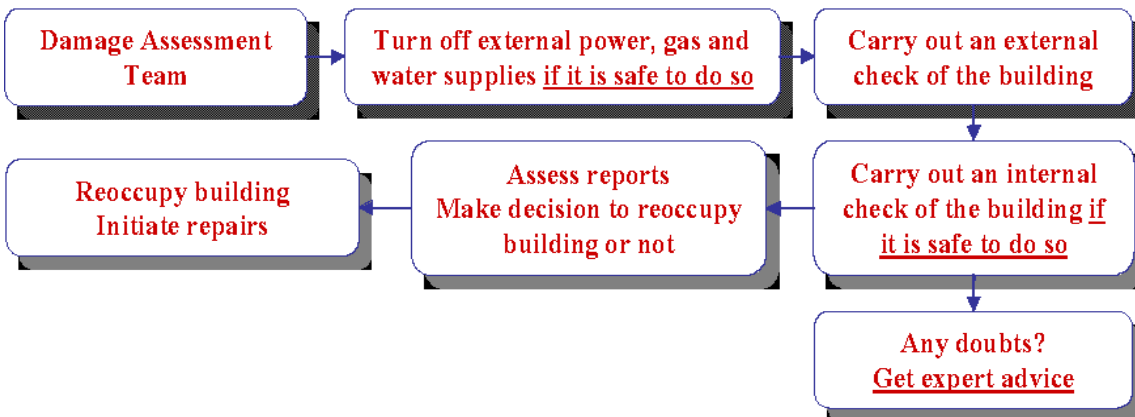 Damage Assessment
Team
Turn off external power, gas and
water supplies if it is safe to do so
Carry out an external
check of the building
Carry out an internal
check of the building if
it is safe to do so
Assess reports
Make decision to reoccupy
building or not
Reoccupy building
Initiate repairs
Any doubts?
Get expert advice